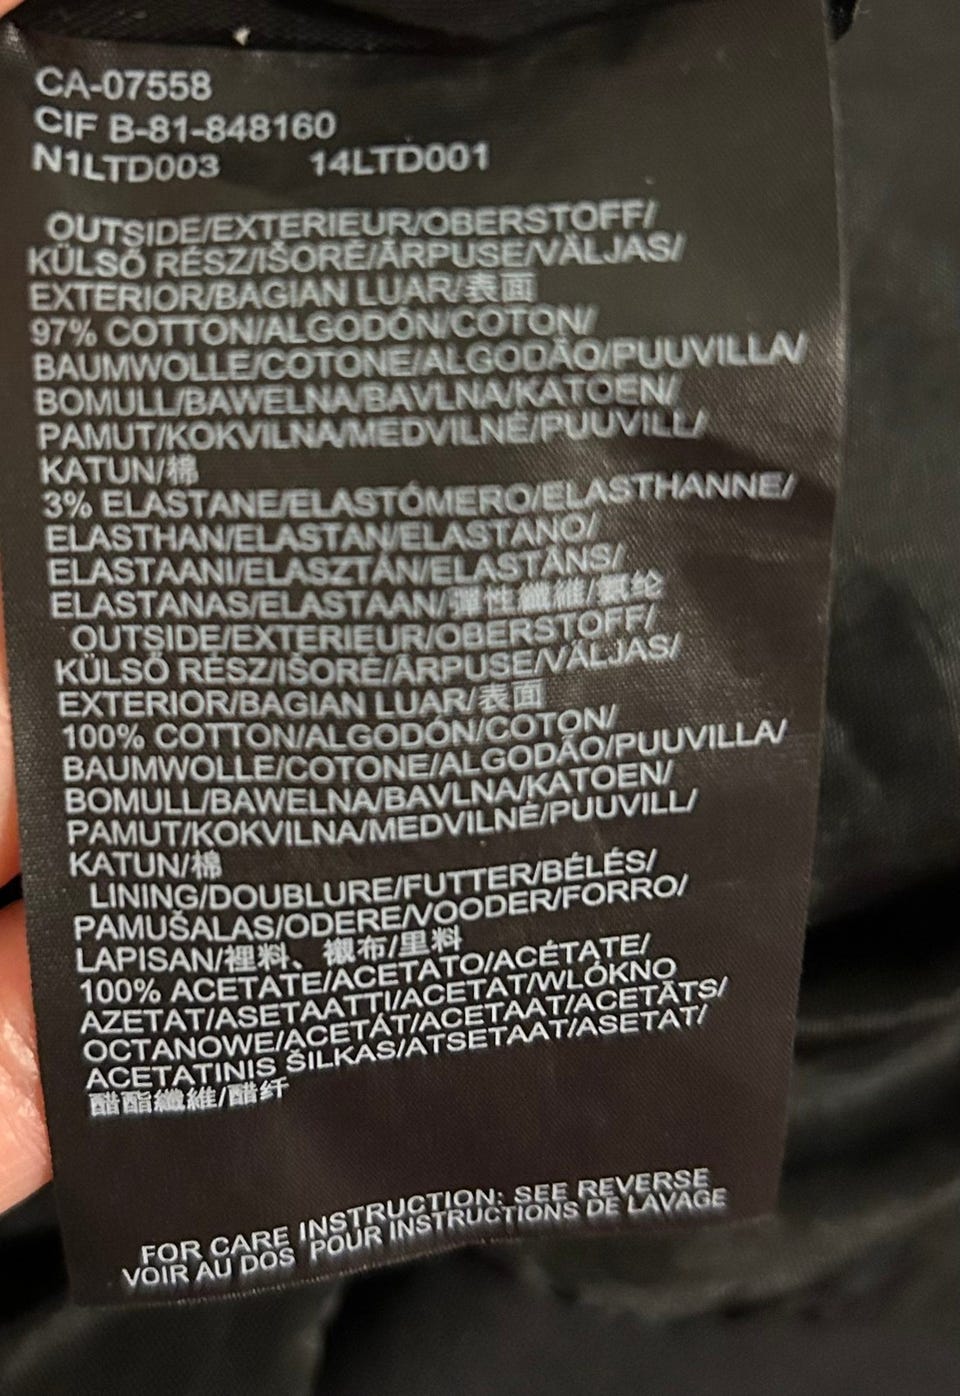 CA-07558
CIF B-81-848160
N1LTD003 14LTD001
OUTSIDE/EXTERIEUR/OBERSTOFF/
KÜLSŐ RÉSZ/IŠORĖ/ĀRPUSE/VÄLJAS/
EXTERIOR/BAGIAN LUAR/表面
97% COTTON/ALGODÓN/COTON/
BAUMWOLLE/COTONE/ALGODÃO/PUUVILLA/
BOMULL/BAWELNA/BAVLNA/KATOEN/
PAMUT/KOKVILNA/MEDVILNĖ/PUUVILL/
KATUN/棉
3% ELASTANE/ELASTÓMERO/ELASTHANNE/
ELASTHAN/ELASTAN/ELASTANO/
ELASTAANI/ELASZTÁN/ELASTĀNS/
ELASTANAS/ELASTAAN/彈性纖維/氨纶
OUTSIDE/EXTERIEUR/OBERSTOFF/
KÜLSŐ RÉSZ/IŠORĖ/ĀRPUSE/VÄLJAS/
EXTERIOR/BAGIAN LUAR/表面
100% COTTON/ALGODÓN/COTON/
BAUMWOLLE/COTONE/ALGODÃO/PUUVILLA/
BOMULL/BAWELNA/BAVLNA/KATOEN/
PAMUT/KOKVILNA/MEDVILNĖ/PUUVILL/
KATUN/棉
LINING/DOUBLURE/FUTTER/BÉLÉS/
PAMUŠALAS/ODERE/VOODER/FORRO/
LAPISAN/裡料、襯布/里料
100% ACETATE/ACETATO/ACÉTATE/
AZETAT/ASETAATTI/ACETAT/WLÓKNO
OCTANOWE/ACETÁT/ACETAAT/ACETĀTS/
ACETATINIS ŠILKAS/ATSETAAT/ASETAT/
醋酯纖維/醋纤
FOR CARE INSTRUCTION: SEE REVERSE
VOIR AU DOS POUR INSTRUCTIONS DE LAVAGE